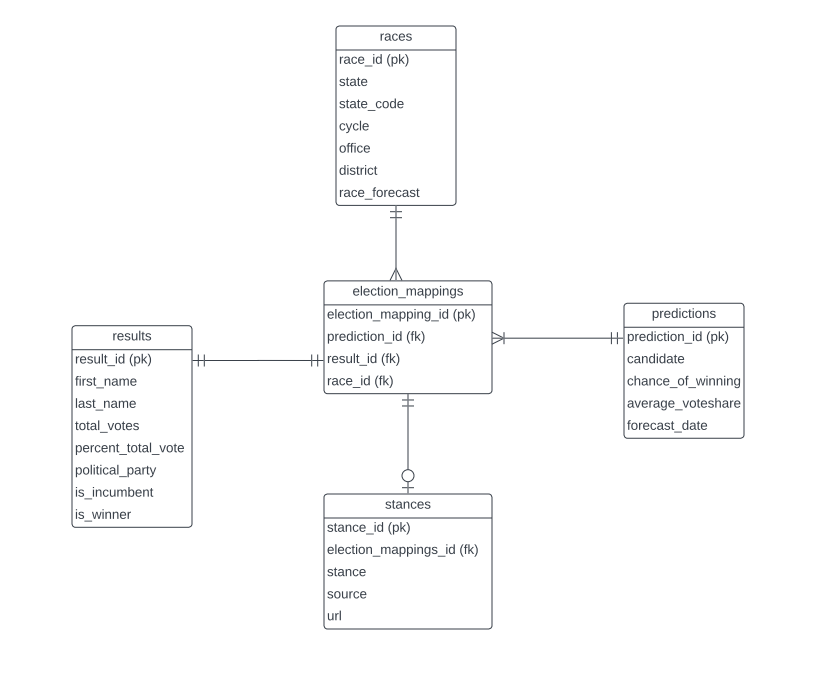 races
race_id (pk)
state
state_code
cycle
office
district
race_forecast
election_mappings
election_mapping_id (pk)
prediction_id (fk)
result_id (fk)
race_id (fk)
predictions
prediction_id (pk)
candidate
chance_of_winning
average_voteshare
forecast_date
results
result_id (pk)
first_name
last_name
total_votes
percent_total_vote
political_party
is_incumbent
is_winner
stances
stance_id (pk)
election_mappings_id (fk)
stance
source
url